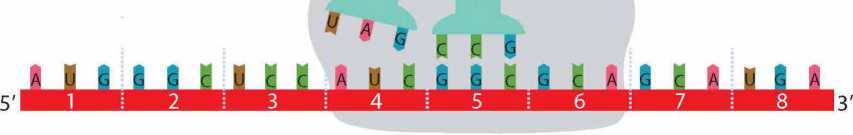 U A G C C G
A U G G G C U C C A U C G G C G C A G C A U G A
5′ 1 2 3 4 5 6 7 8 3′